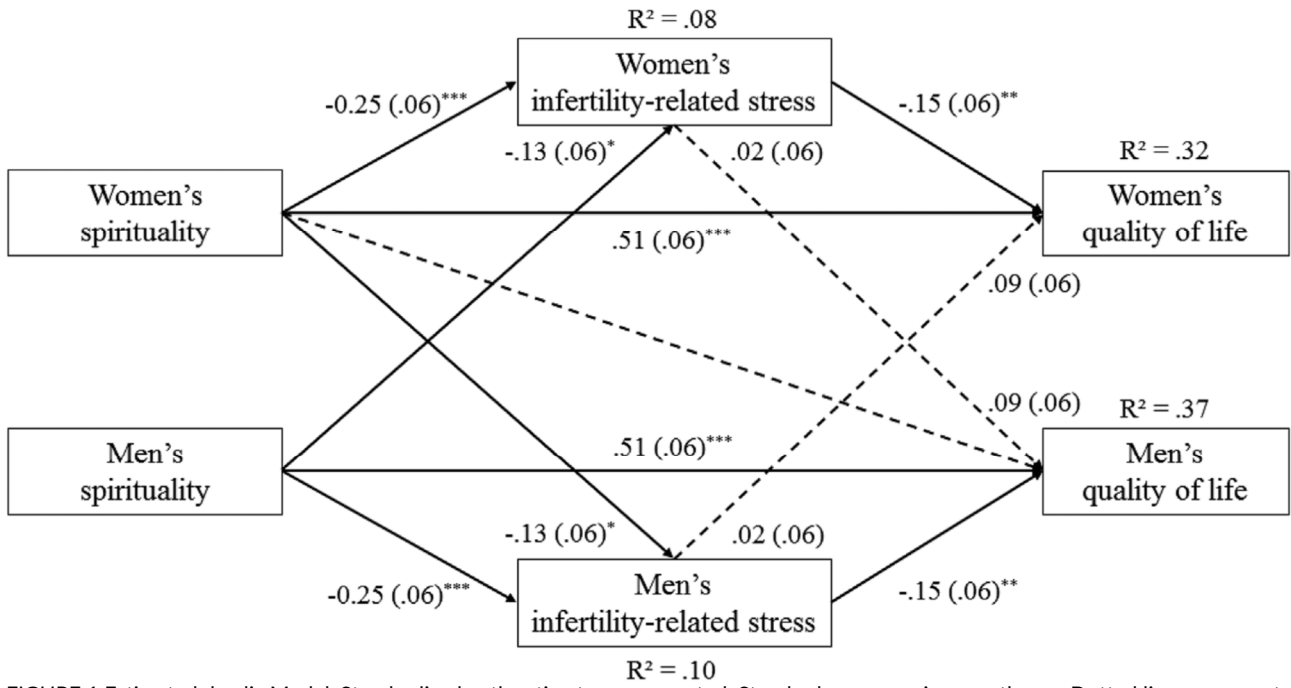 R² = .08
Women's
infertility-related stress
-0.25 (.06)***
-.15 (.06)**
-.13 (.06)*
.02 (.06)
R² = .32
Women's
spirituality
Women's
quality of life
.51 (.06)***
.09 (.06)
.09 (.06)
R² = .37
Men's
spirituality
.51 (.06)***
Men's
quality of life
-.13 (.06)*
.02 (.06)
-0.25 (.06)***
Men's
infertility-related stress
-.15 (.06)**
R² = .10